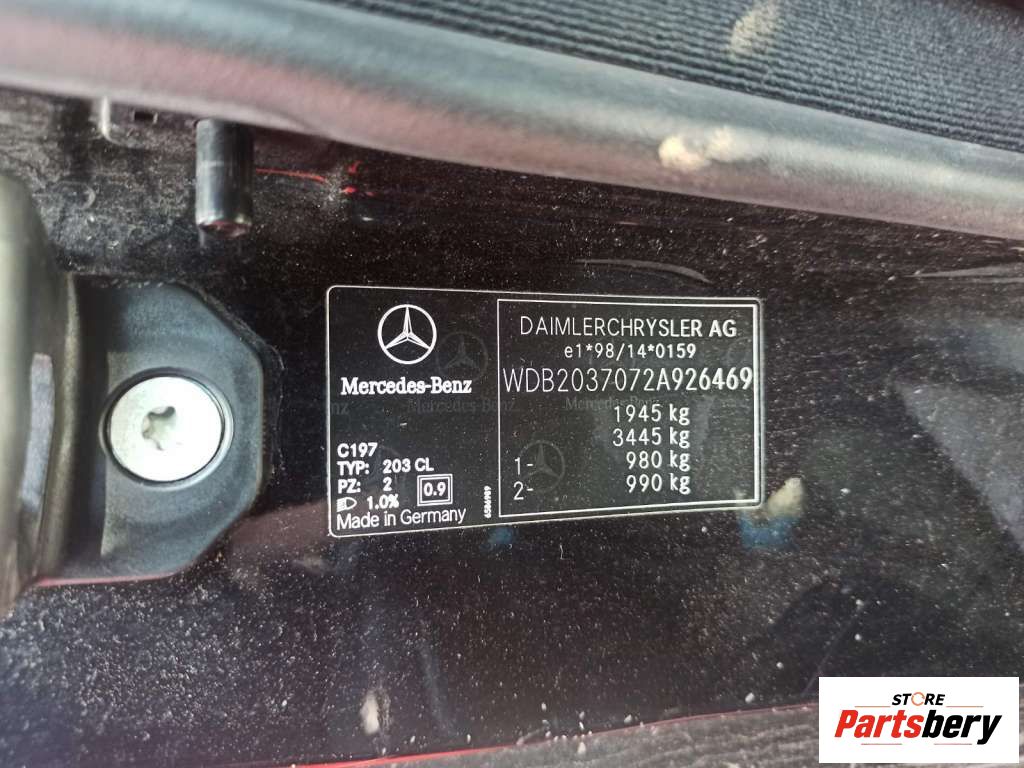 Mercedes-Benz
C197
TYP: 203 CL
PZ: 2
0.9
1.0%
Made in Germany
6586989
DAIMLERCHRYSLER AG
e1*98/14*0159
WDB2037072A926469
1945 kg
3445 kg
1- 980 kg
2- 990 kg
STORE
Partsbery